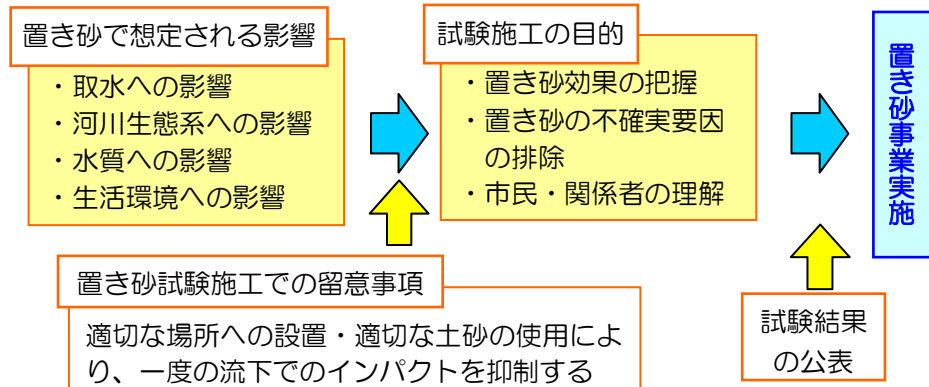 置き砂で想定される影響
・取水への影響
・河川生態系への影響
・水質への影響
・生活環境への影響
試験施工の目的
・置き砂効果の把握
・置き砂の不確実要因
の排除
・市民・関係者の理解
置き砂事業実施
置き砂試験施工での留意事項
適切な場所への設置・適切な土砂の使用によ
り、一度の流下でのインパクトを抑制する
試験結果
の公表